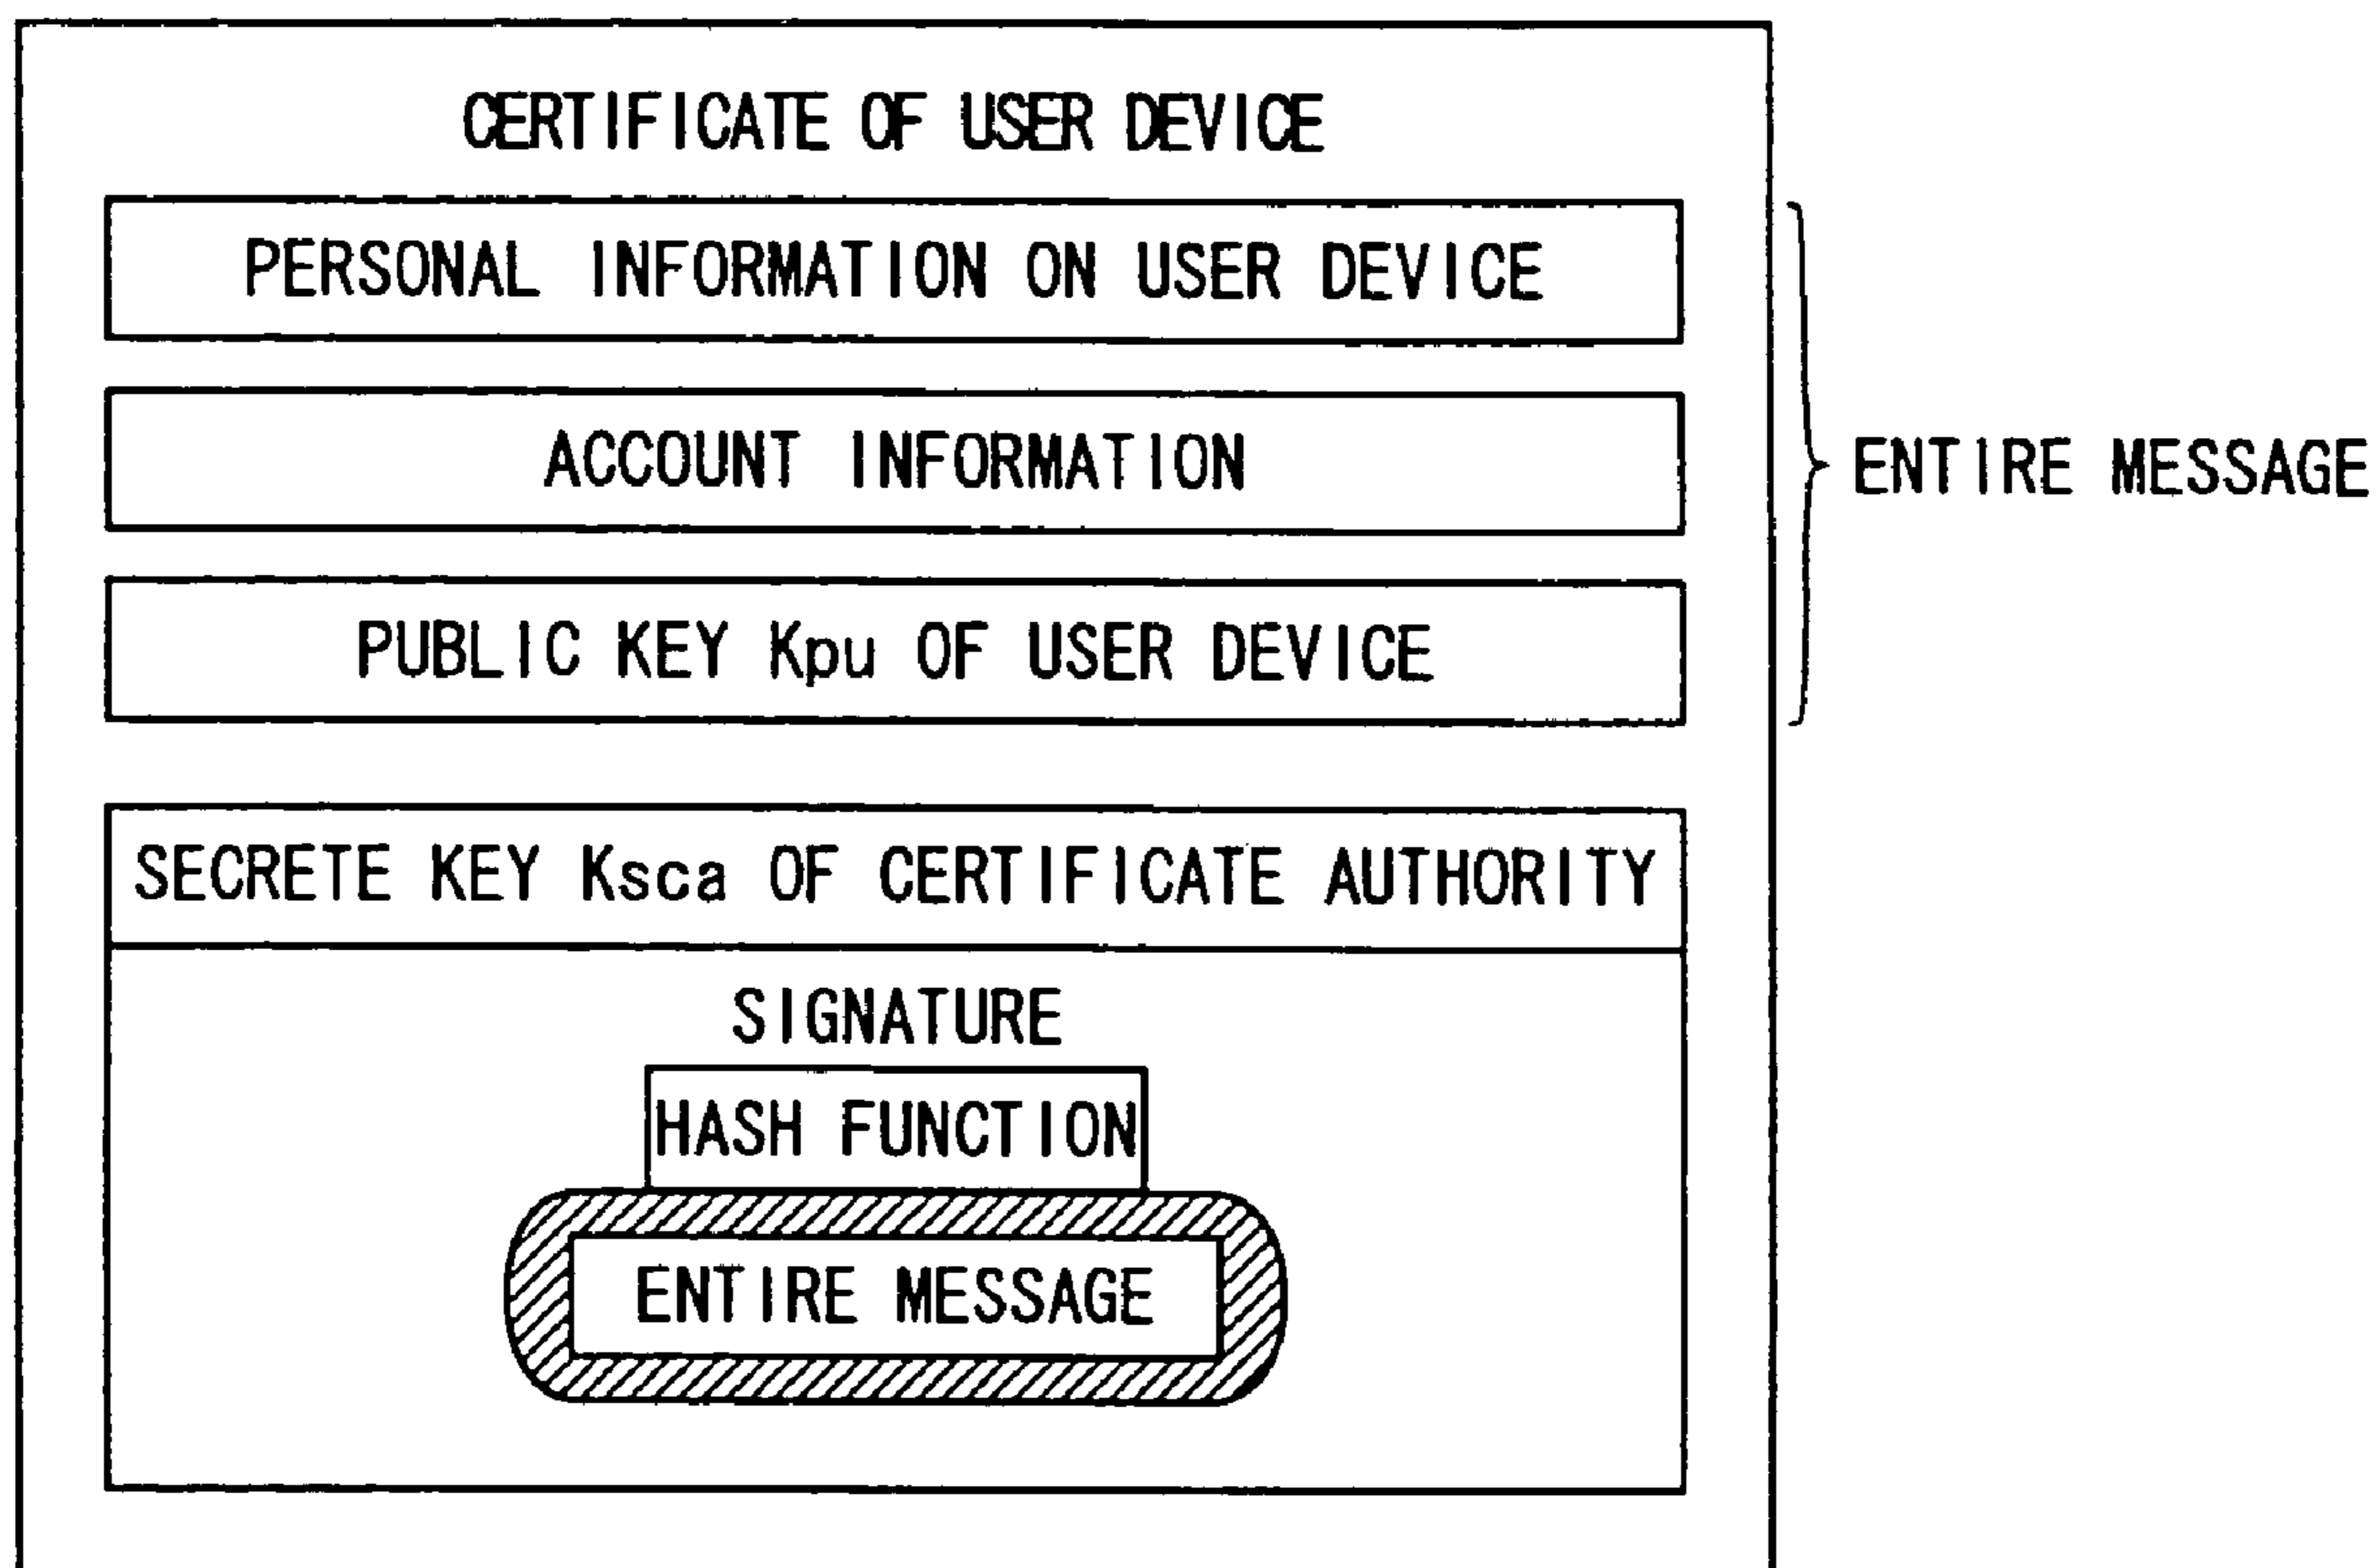 CERTIFICATE OF USER DEVICE
PERSONAL INFORMATION ON USER DEVICE
ACCOUNT INFORMATION
ENTIRE MESSAGE
PUBLIC KEY Kpu OF USER DEVICE
SECRETE KEY Ksca OF CERTIFICATE AUTHORITY
SIGNATURE
HASH FUNCTION
ENTIRE MESSAGE